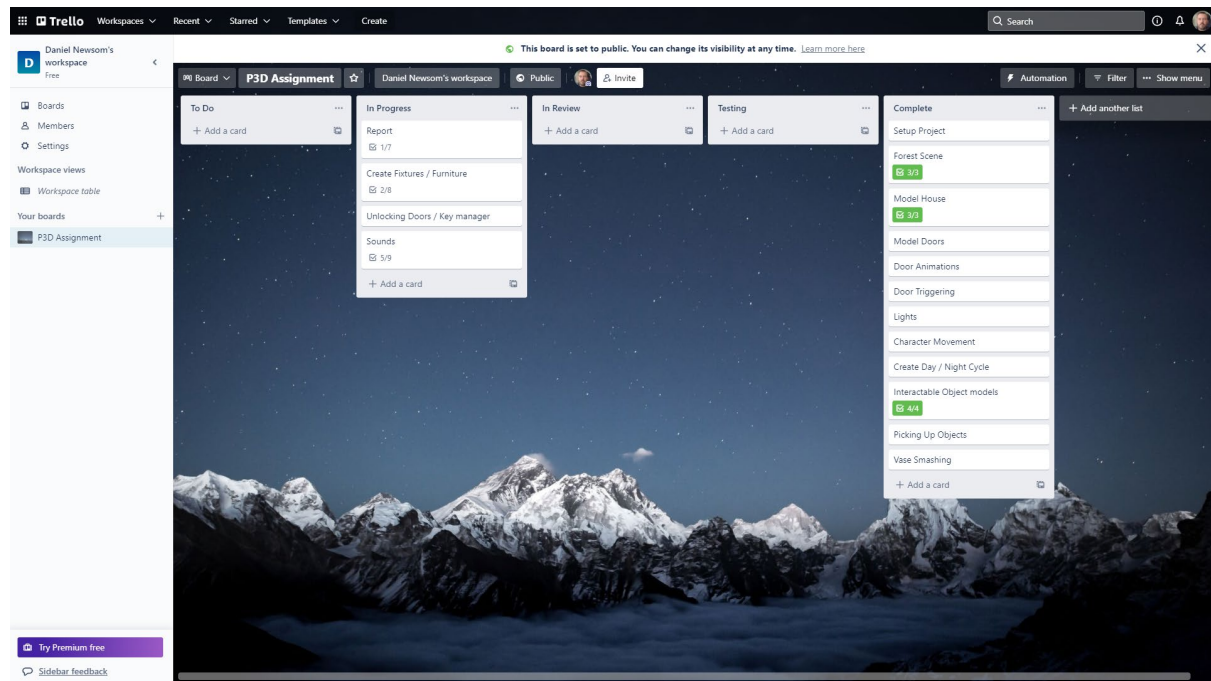 Trello Workspaces Recent Starred Templates Create Search
Daniel Newsom's
workspace
Free
D
This board is set to public. You can change its visibility at any time. Learn more here
Board P3D Assignment Daniel Newsom's workspace Public Invite Automation Filter Show menu
Boards
Members
Settings
Workspace views
Workspace table
Your boards
P3D Assignment
To Do
+ Add a card
In Progress
Report
1/7
Create Fixtures / Furniture
2/8
Unlocking Doors / Key manager
Sounds
5/9
+ Add a card
In Review
+ Add a card
Testing
+ Add a card
Complete
Setup Project
Forest Scene
3/3
Model House
3/3
Model Doors
Door Animations
Door Triggering
Lights
Character Movement
Create Day / Night Cycle
Interactable Object models
4/4
Picking Up Objects
Vase Smashing
+ Add a card
+ Add another list
Try Premium free
Sidebar feedback